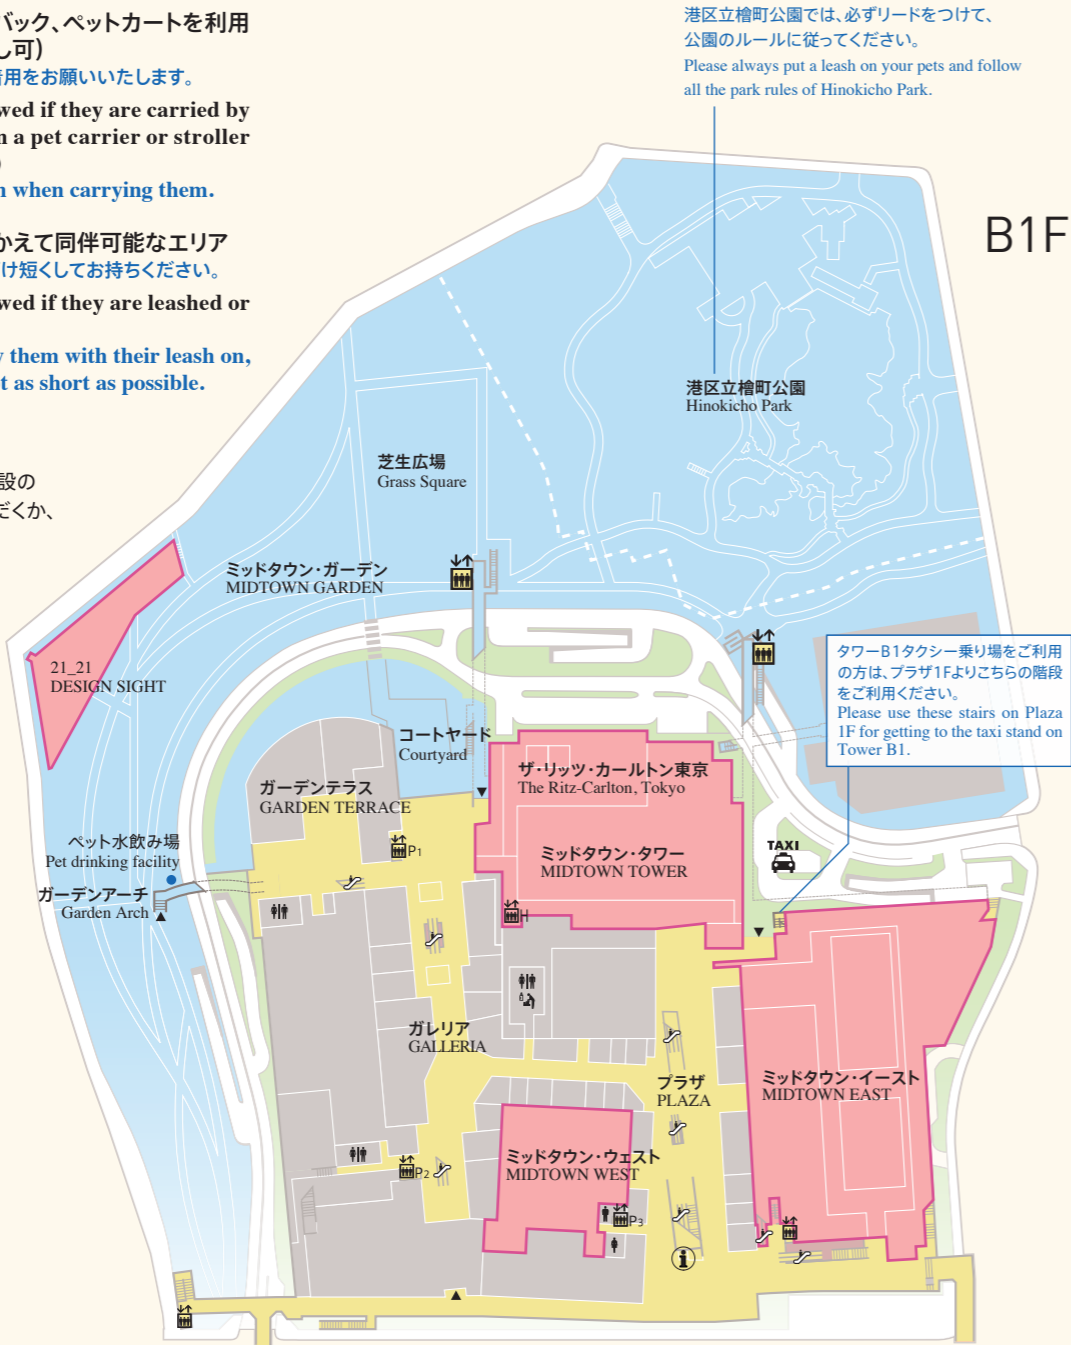 バック、ペットカートを利用
し可)
着用をお願いいたします。
wed if they are carried by
n a pet carrier or stroller
)
n when carrying them.
かえて同伴可能なエリア
け短くしてお持ちください。
wed if they are leashed or
y them with their leash on,
t as short as possible.
設の
だくか、
港区立檜町公園では、必ずリードをつけて、
公園のルールに従ってください。
Please always put a leash on your pets and follow
all the park rules of Hinokicho Park.
B1F
港区立檜町公園
Hinokicho Park
芝生広場
Grass Square
ミッドタウン・ガーデン
MIDTOWN GARDEN
21_21
DESIGN SIGHT
タワーB1タクシー乗り場をご利用
の方は、プラザ1Fよりこちらの階段
をご利用ください。
Please use these stairs on Plaza
1F for getting to the taxi stand on
Tower B1.
コートヤード
Courtyard
ザ・リッツ・カールトン東京
The Ritz-Carlton, Tokyo
ガーデンテラス
GARDEN TERRACE
ペット水飲み場
Pet drinking facility
P1
ミッドタウン・タワー
MIDTOWN TOWER
TAXI
ガーデンアーチ
Garden Arch
H
ガレリア
GALLERIA
プラザ
PLAZA
ミッドタウン・イースト
MIDTOWN EAST
ミッドタウン・ウェスト
MIDTOWN WEST
P2
P3
i